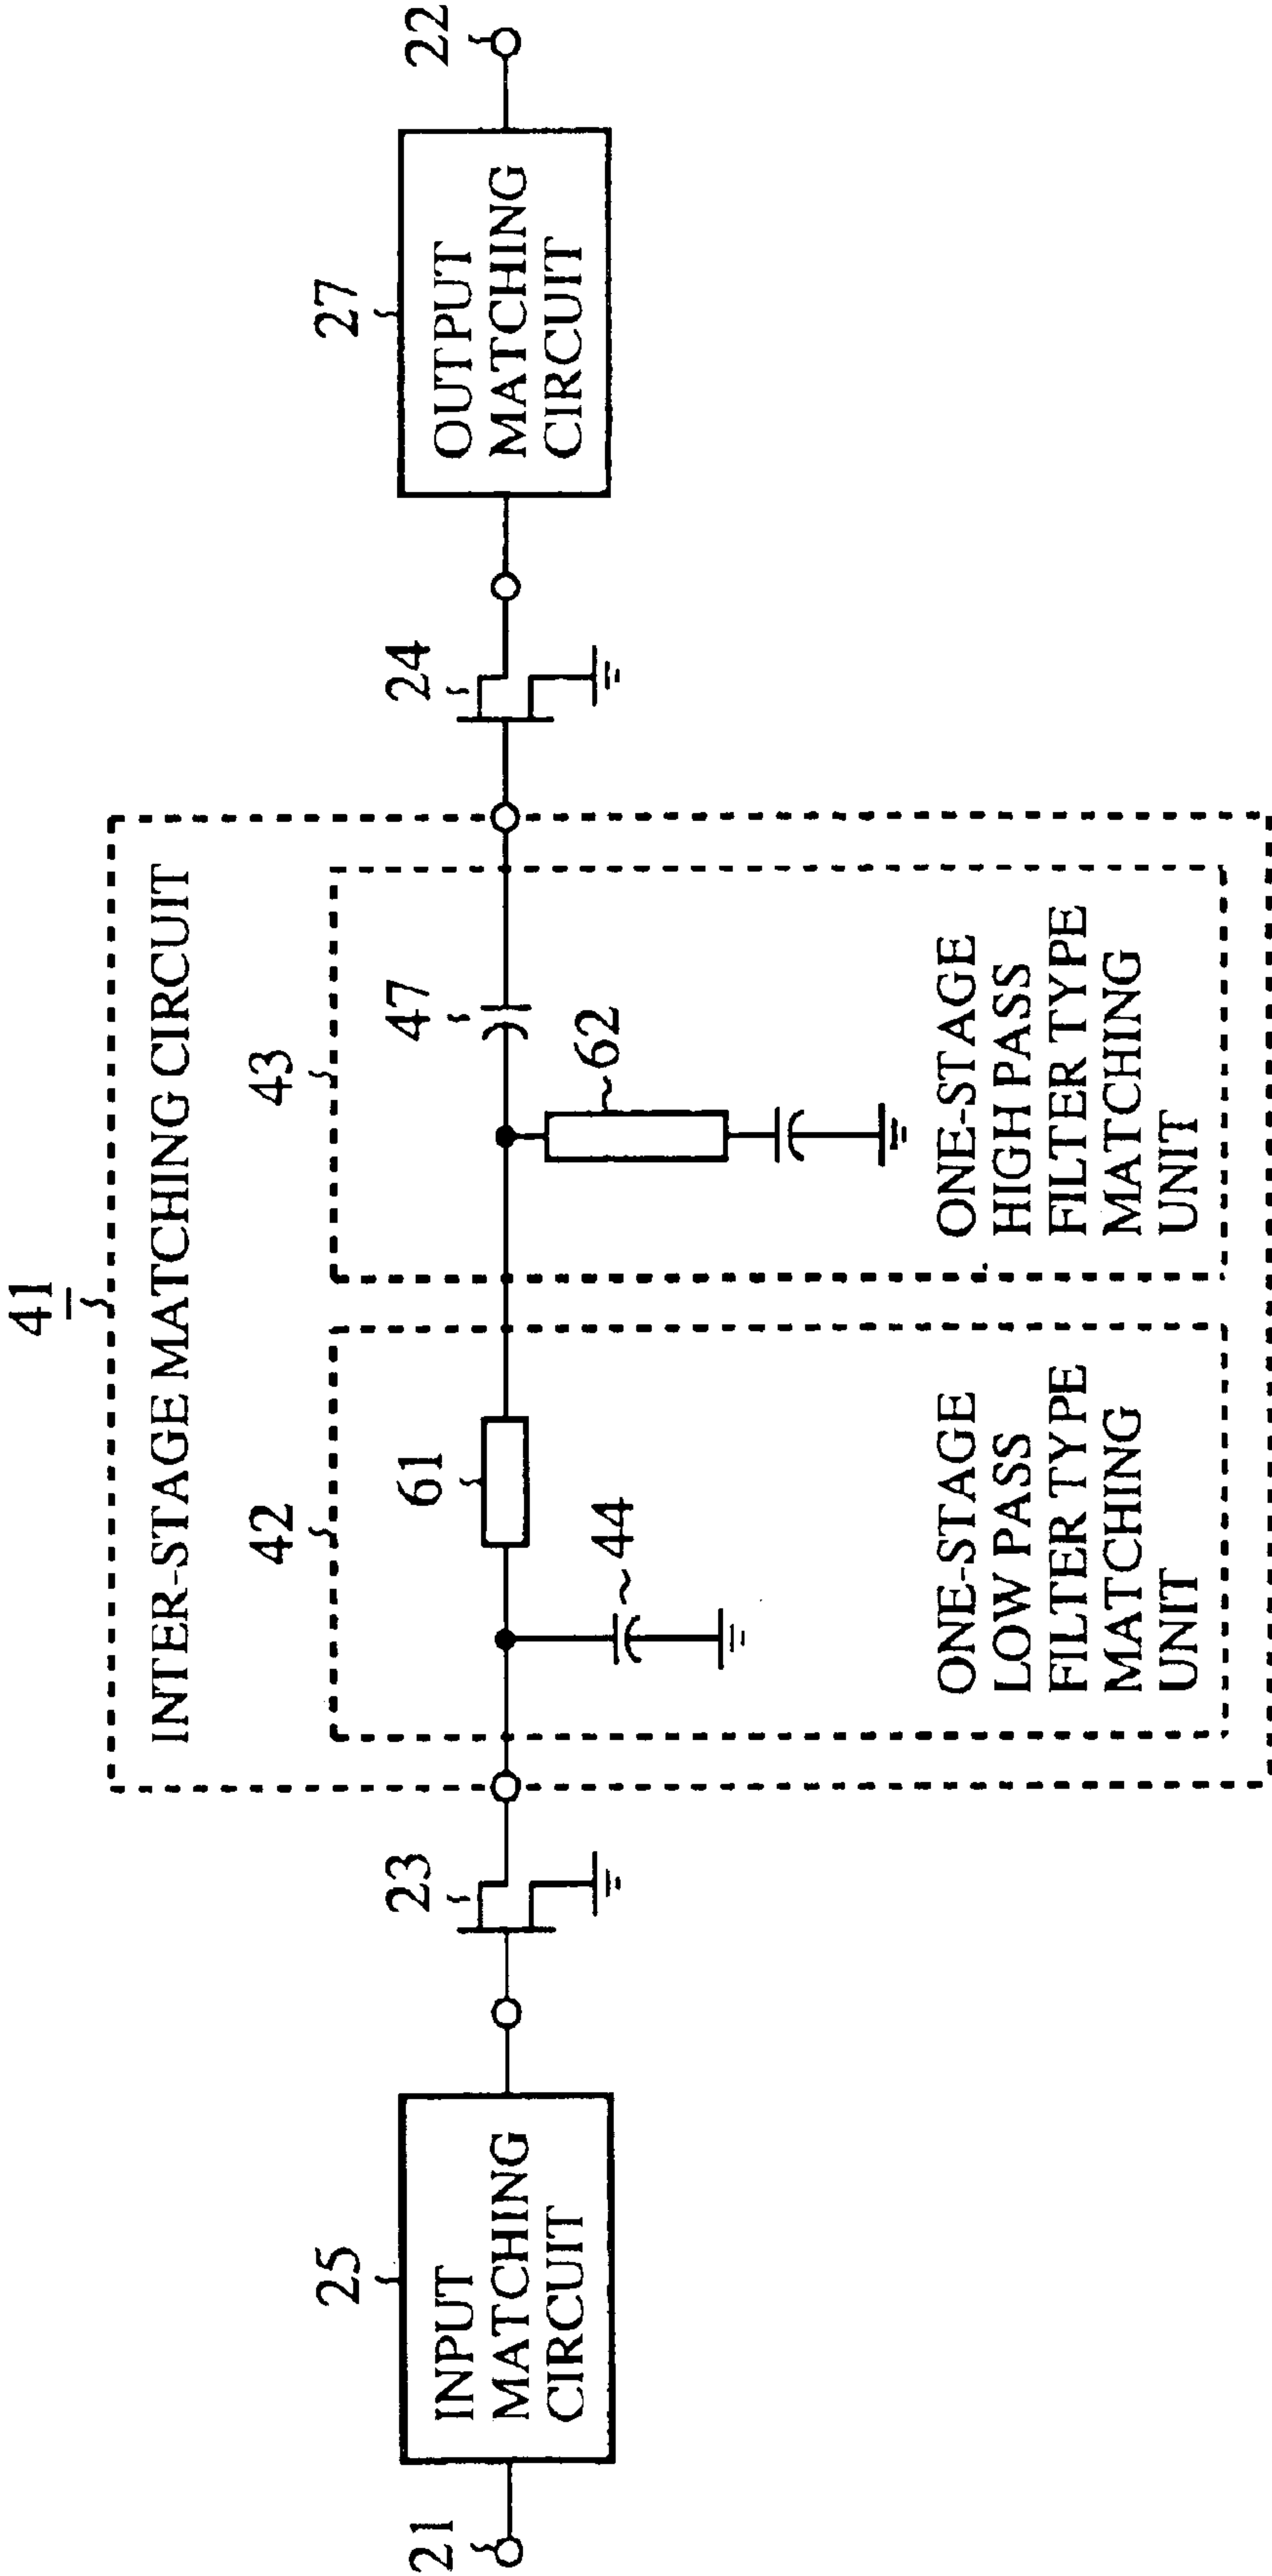 41
INTER-STAGE MATCHING CIRCUIT
42
43
25
23
61
47
24
27
21
22
INPUT
MATCHING
CIRCUIT
44
62
OUTPUT
MATCHING
CIRCUIT
ONE-STAGE
LOW PASS
FILTER TYPE
MATCHING
UNIT
ONE-STAGE
HIGH PASS
FILTER TYPE
MATCHING
UNIT